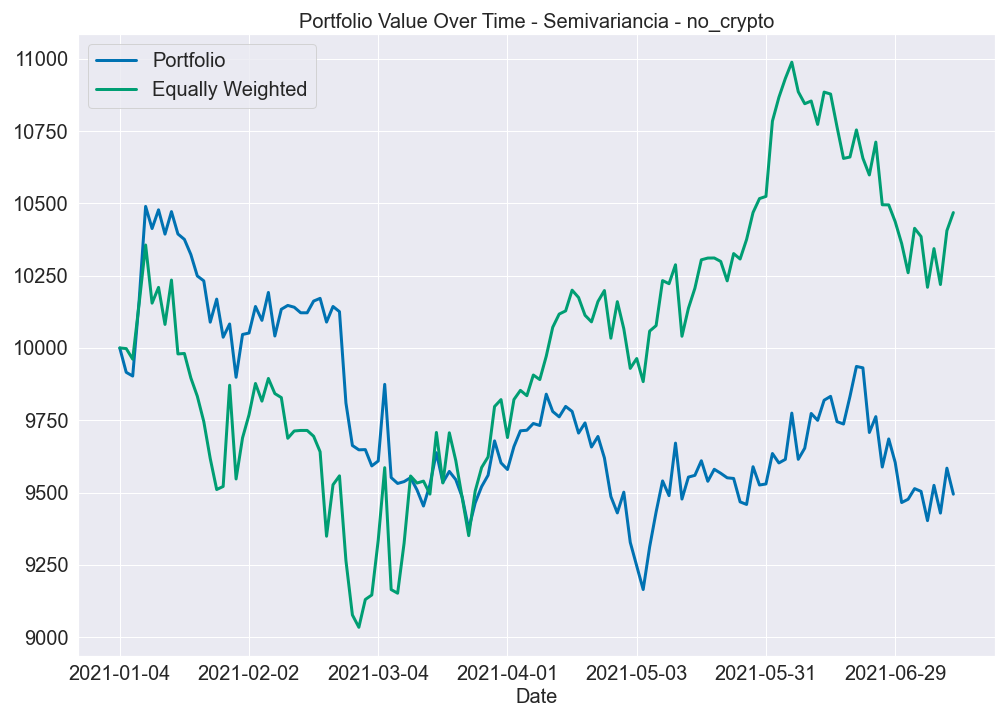 Portfolio Value Over Time - Semivariancia - no_crypto
Portfolio
Equally Weighted
11000
10750
10500
10250
10000
9750
9500
9250
9000
2021-01-04 2021-02-02 2021-03-04 2021-04-01 2021-05-03 2021-05-31 2021-06-29
Date